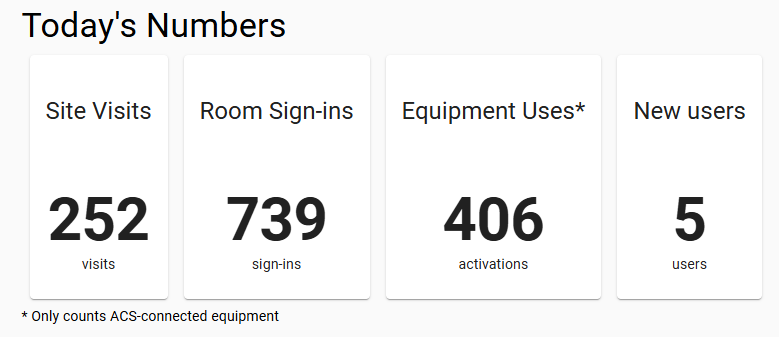 Today's Numbers
Site Visits
252
visits
Room Sign-ins
739
sign-ins
Equipment Uses*
406
activations
New users
5
users
* Only counts ACS-connected equipment